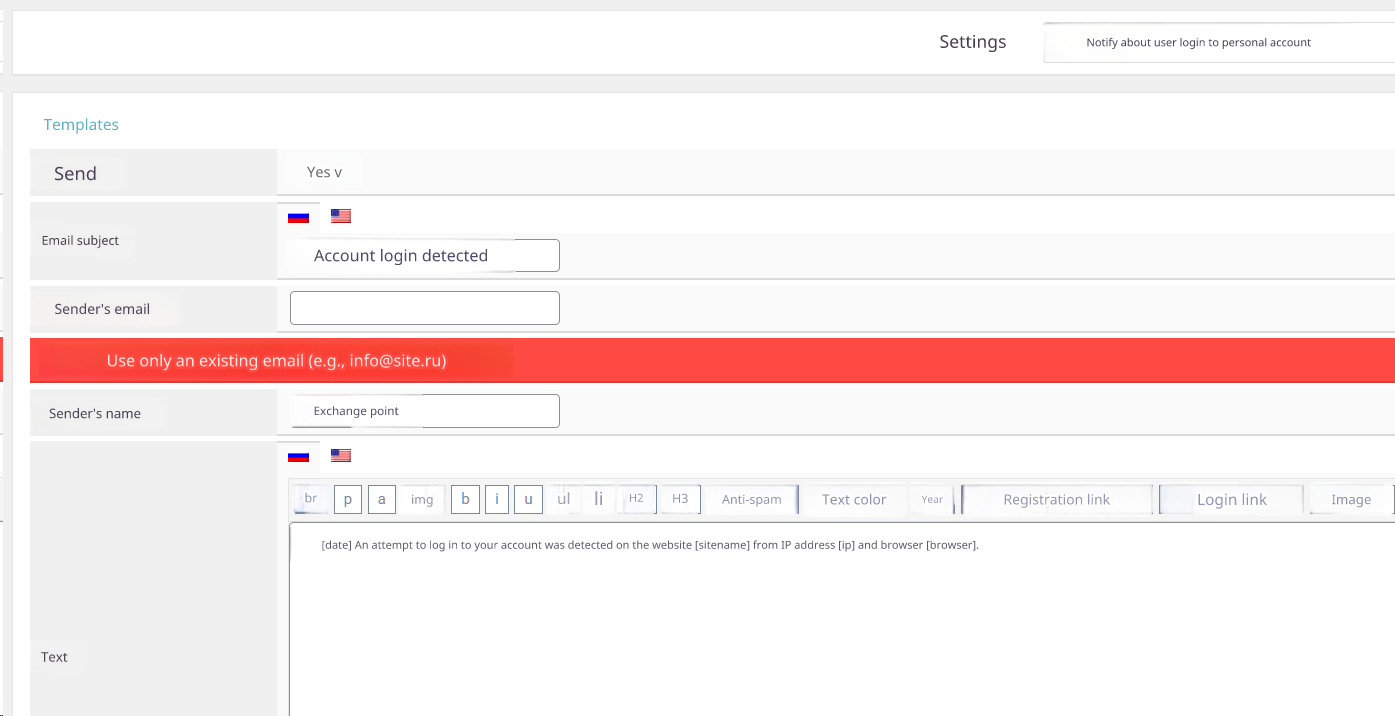 Settings
Notify about user login to personal account
Templates
Send
Yes v
Email subject
Account login detected
Sender's email
Use only an existing email (e.g., info@site.ru)
Sender's name
Exchange point
br p a img b i u ul li H2 H3 Anti-spam Text color Year Registration link Login link Image
[date] An attempt to log in to your account was detected on the website [sitename] from IP address [ip] and browser [browser].
Text